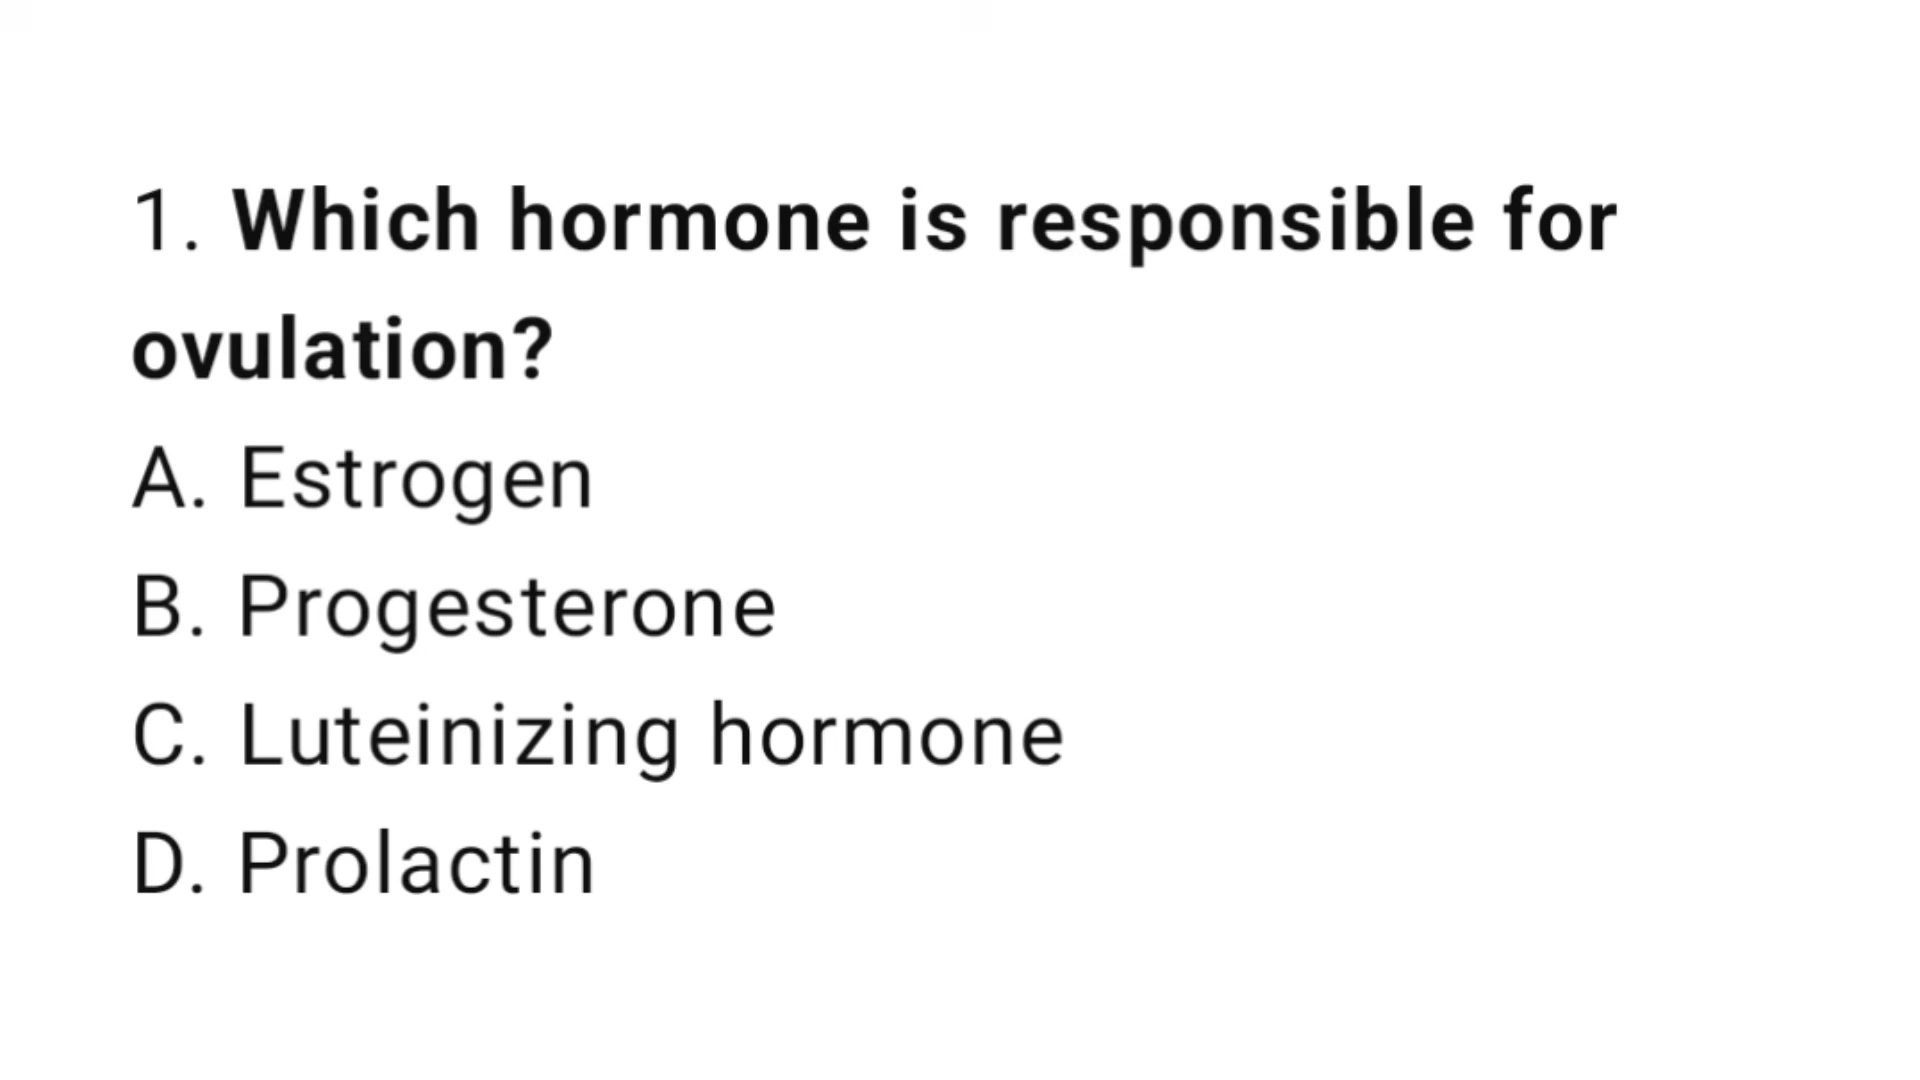 1. Which hormone is responsible for
ovulation?
A. Estrogen
B. Progesterone
C. Luteinizing hormone
D. Prolactin